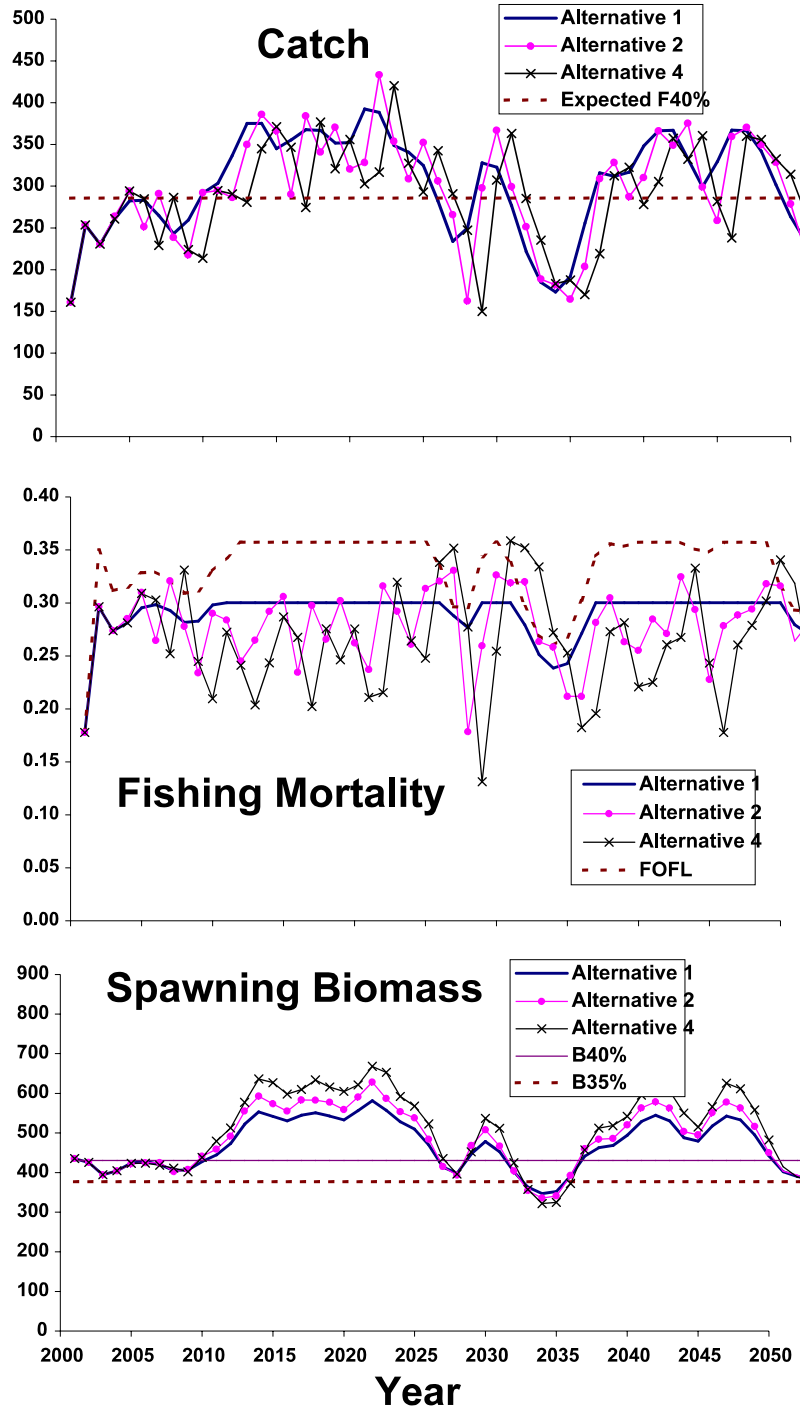 Catch
Alternative 1
Alternative 2
Alternative 4
Expected F40%
500
450
400
350
300
250
200
150
100
50
0
0.40
0.35
0.30
0.25
0.20
0.15
0.10
0.05
0.00
Fishing Mortality
Alternative 1
Alternative 2
Alternative 4
FOFL
Spawning Biomass
Alternative 1
Alternative 2
Alternative 4
B40%
B35%
900
800
700
600
500
400
300
200
100
0
2000 2005 2010 2015 2020 2025 2030 2035 2040 2045 2050
Year